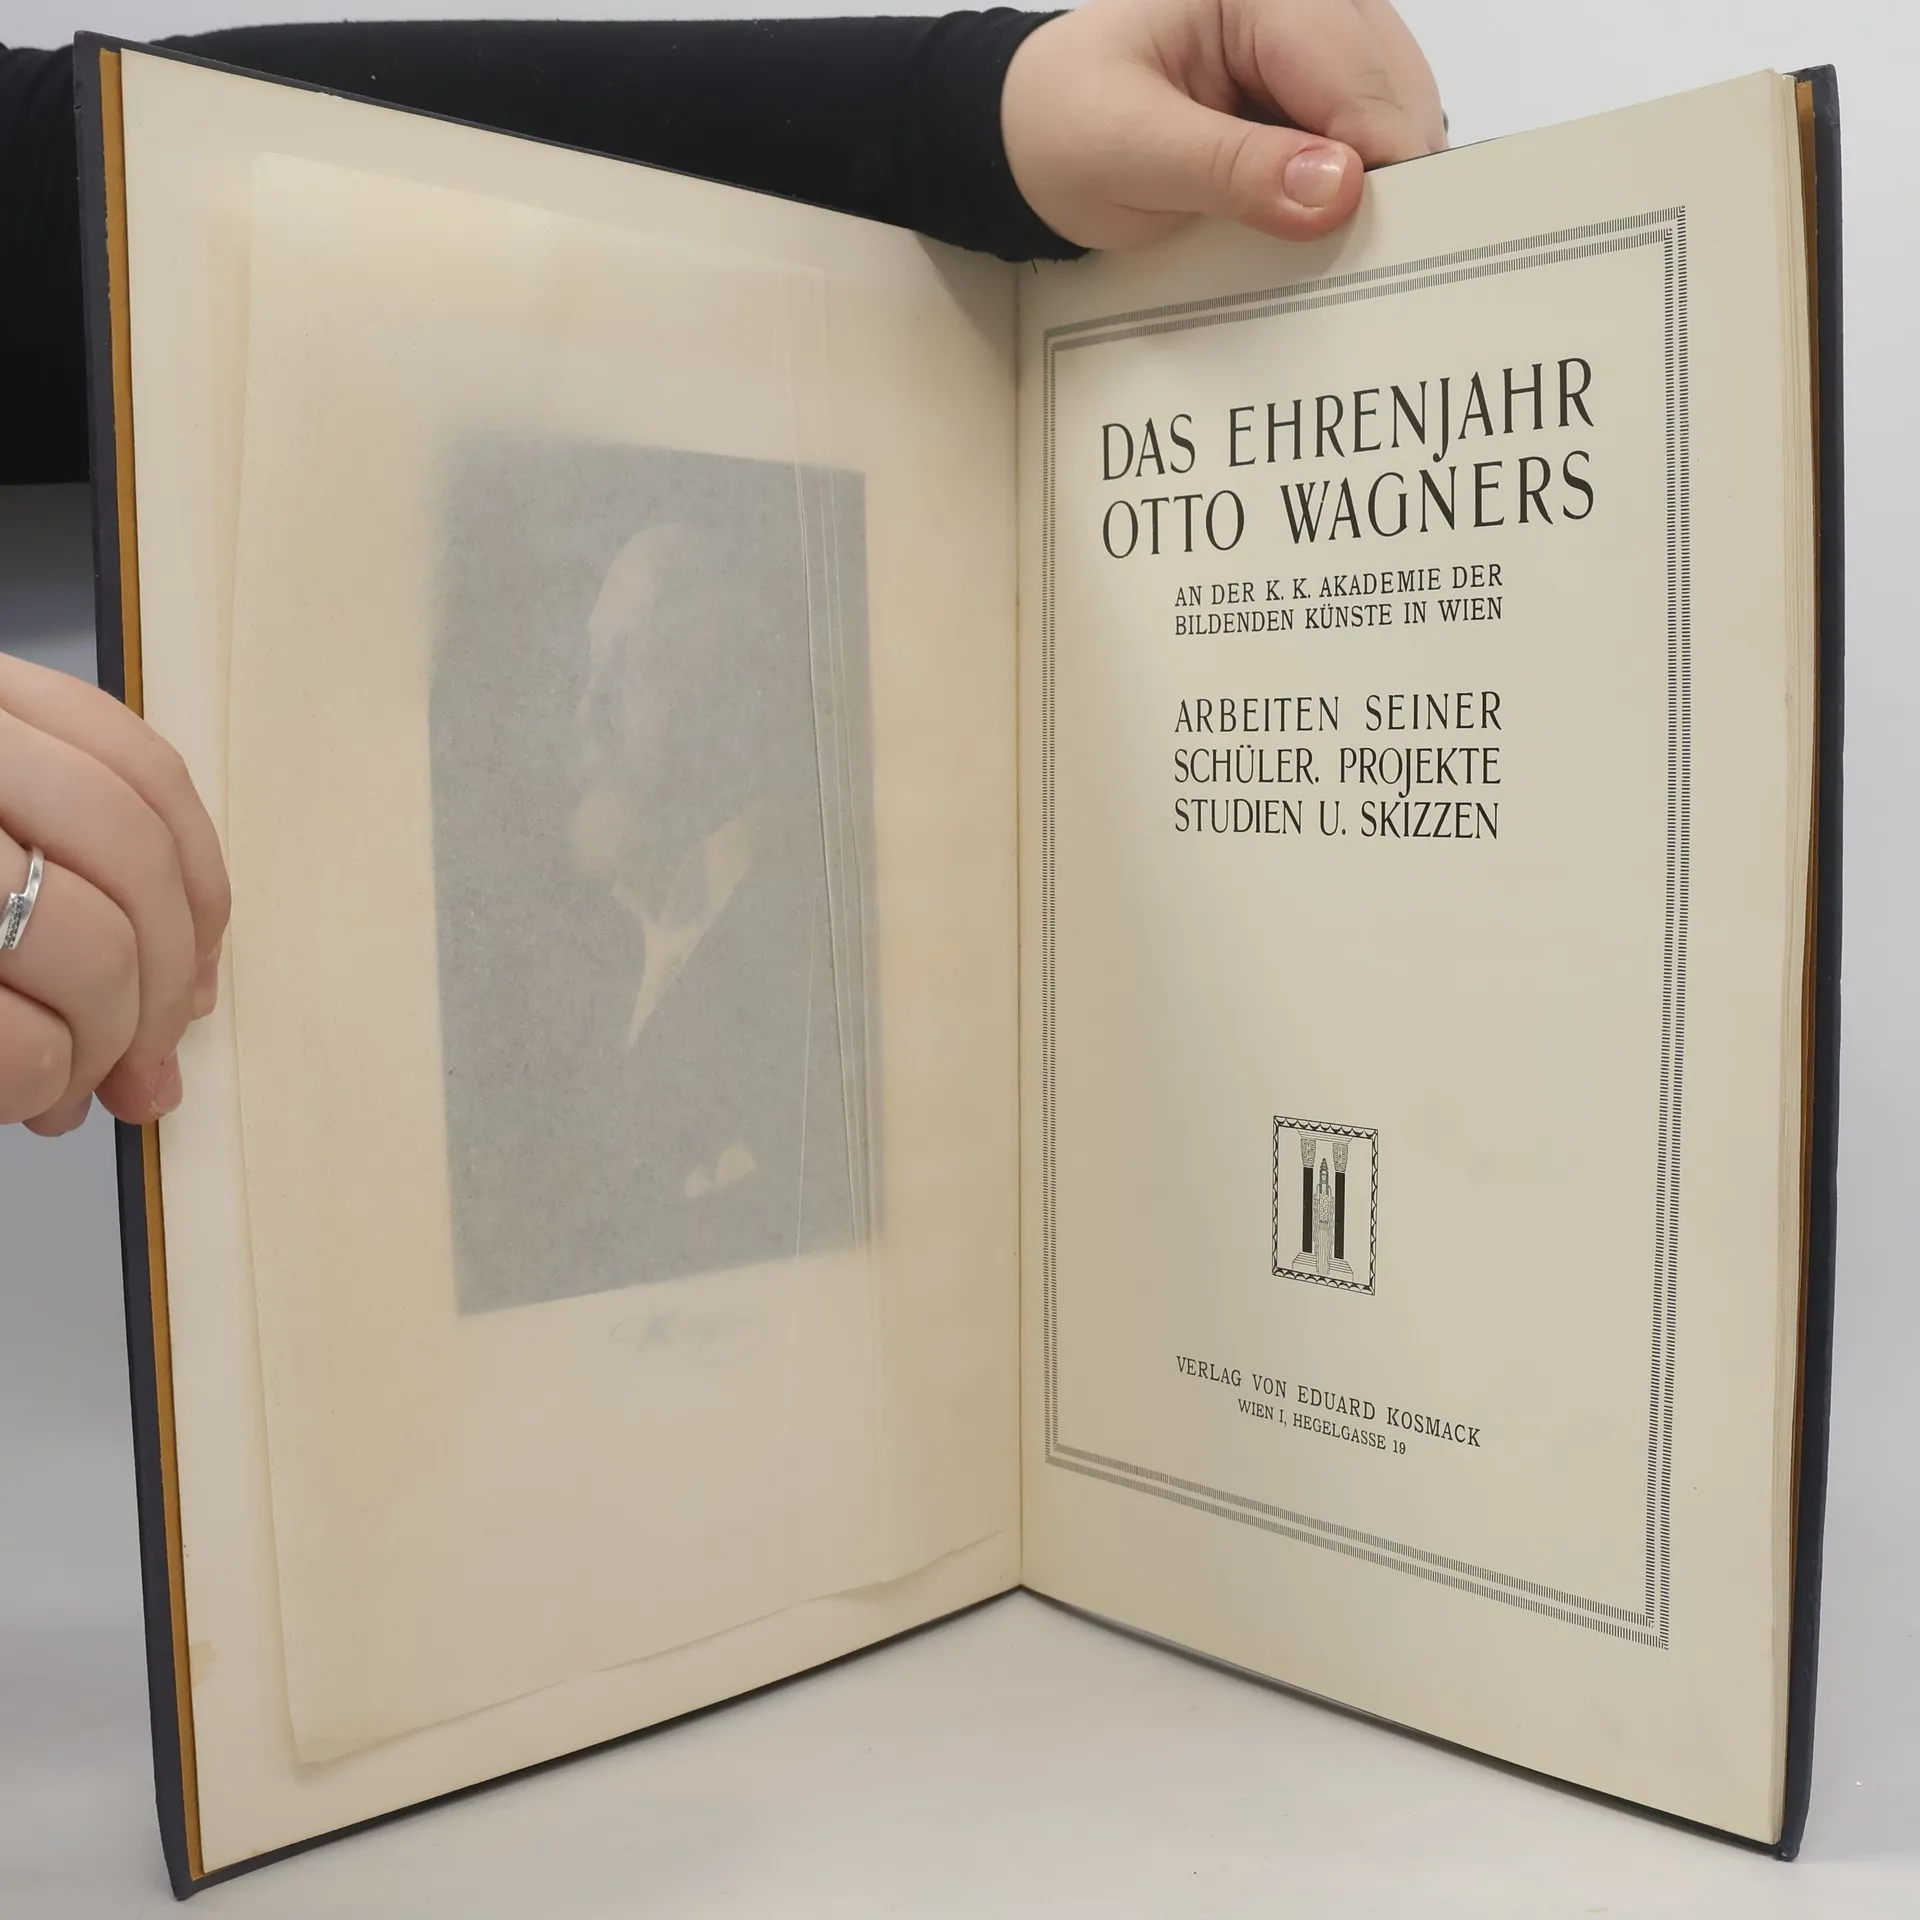 DAS EHRENJAHR
OTTO WAGNERS
AN DER K. K. AKADEMIE DER
BILDENDEN KÜNSTE IN WIEN
ARBEITEN SEINER
SCHÜLER. PROJEKTE
STUDIEN U. SKIZZEN
VERLAG VON EDUARD KOSMACK
WIEN I, HEGELGASSE 19